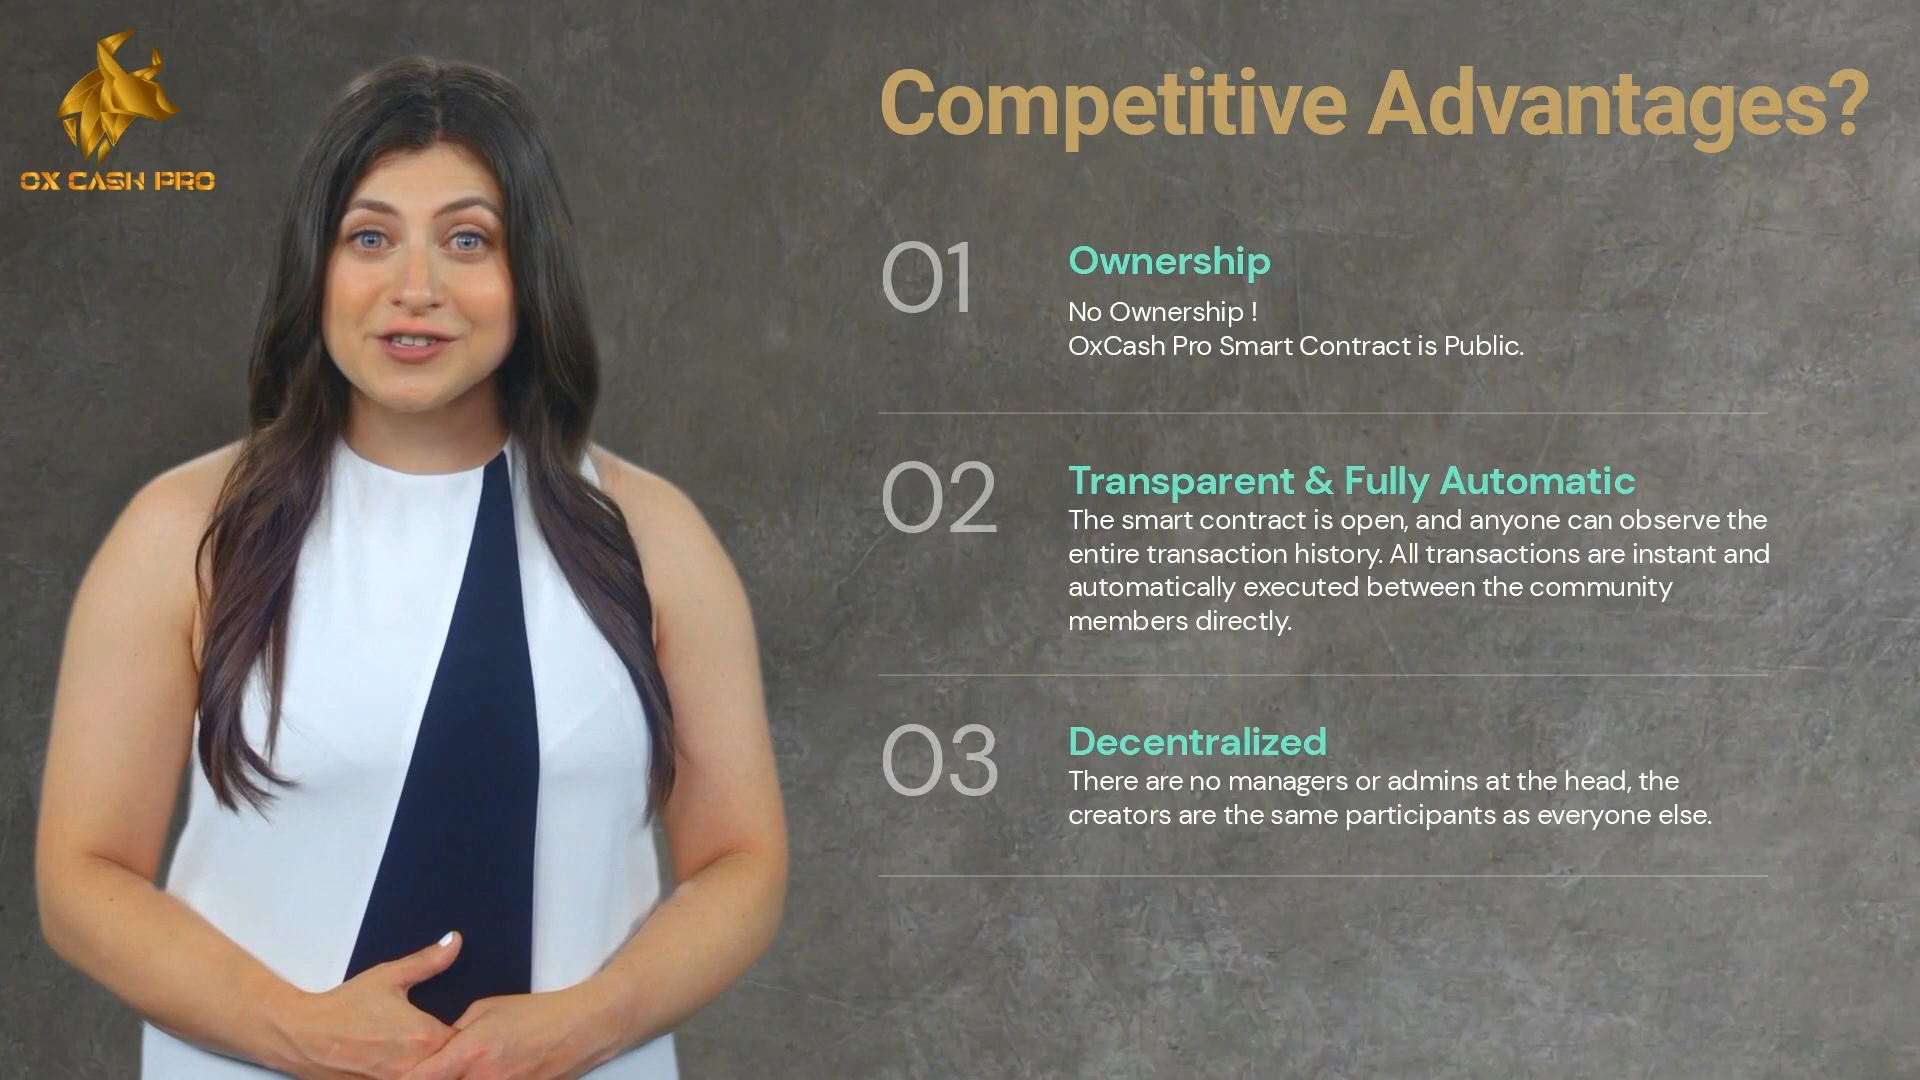 OX CASH PRO
Competitive Advantages?
01
Ownership
No Ownership !
OxCash Pro Smart Contract is Public.
02
Transparent & Fully Automatic
The smart contract is open, and anyone can observe the
entire transaction history. All transactions are instant and
automatically executed between the community
members directly.
03
Decentralized
There are no managers or admins at the head, the
creators are the same participants as everyone else.